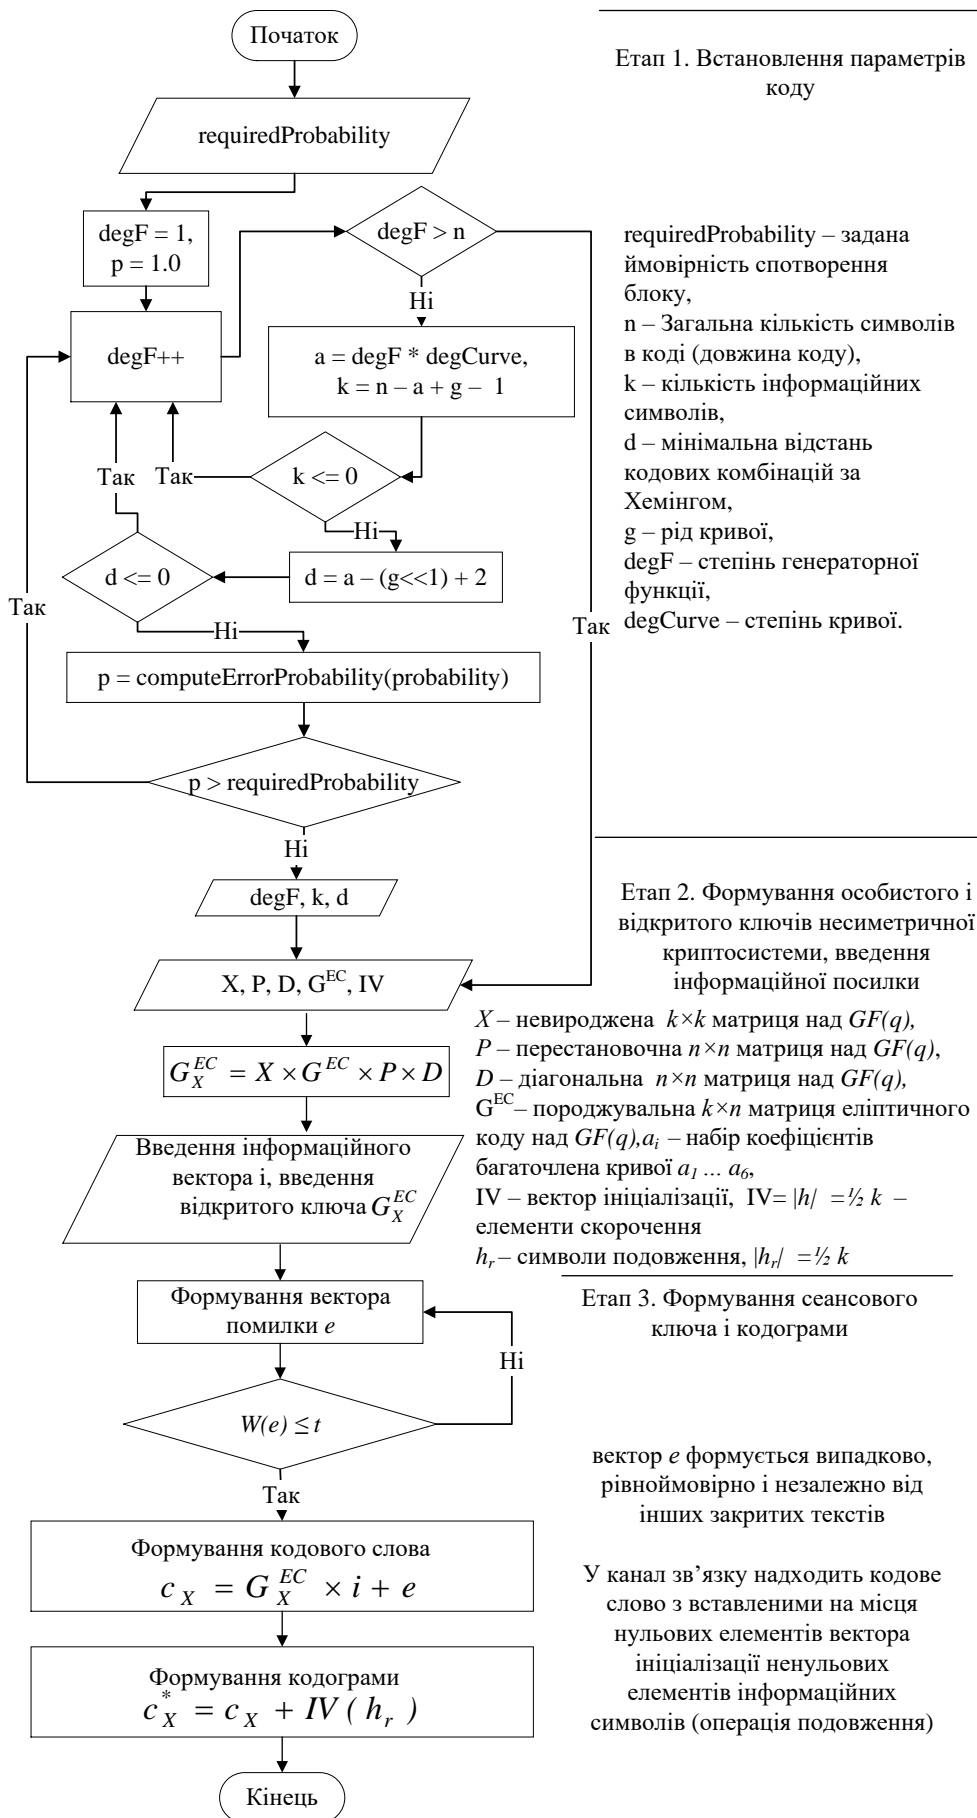 Початок
Етап 1. Встановлення параметрів
коду
requiredProbability
degF = 1,
p = 1.0
degF > n
Ні
degF++
a = degF * degCurve,
k = n – a + g – 1
requiredProbability – задана
ймовірність спотворення
блоку,
n – Загальна кількість символів
в коді (довжина коду),
k – кількість інформаційних
символів,
d – мінімальна відстань
кодових комбінацій за
Хемінгом,
g – рід кривої,
degF – степінь генераторної
функції,
degCurve – степінь кривої.
Так
Так
k <= 0
Ні
d <= 0
d = a – (g<<1) + 2
Так
Ні
Так
p = computeErrorProbability(probability)
p > requiredProbability
Ні
degF, k, d
Етап 2. Формування особистого і
відкритого ключів несиметричної
криптосистеми, введення
інформаційної посилки
X, P, D, G^EC, IV
X – невироджена k×k матриця над GF(q),
P – перестановочна n×n матриця над GF(q),
D – діагональна n×n матриця над GF(q),
G^EC– породжувальна k×n матриця еліптичного
коду над GF(q),a_i – набір коефіцієнтів
багаточлена кривої a_1 ... a_6,
IV – вектор ініціалізації, IV= |h| =½ k –
елементи скорочення
h_r – символи подовження, |h_r| =½ k
G_X^EC = X × G^EC × P × D
Введення інформаційного
вектора i, введення
відкритого ключа G_X^EC
Етап 3. Формування сеансового
ключа і кодограми
Формування вектора
помилки e
Ні
W(e) ≤ t
Так
вектор e формується випадково,
рівноймовірно і незалежно від
інших закритих текстів
Формування кодового слова
c_X = G_X^EC × i + e
У канал зв’язку надходить кодове
слово з вставленими на місця
нульових елементів вектора
ініціалізації ненульових
елементів інформаційних
символів (операція подовження)
Формування кодограми
c_X^* = c_X + IV ( h_r )
Кінець